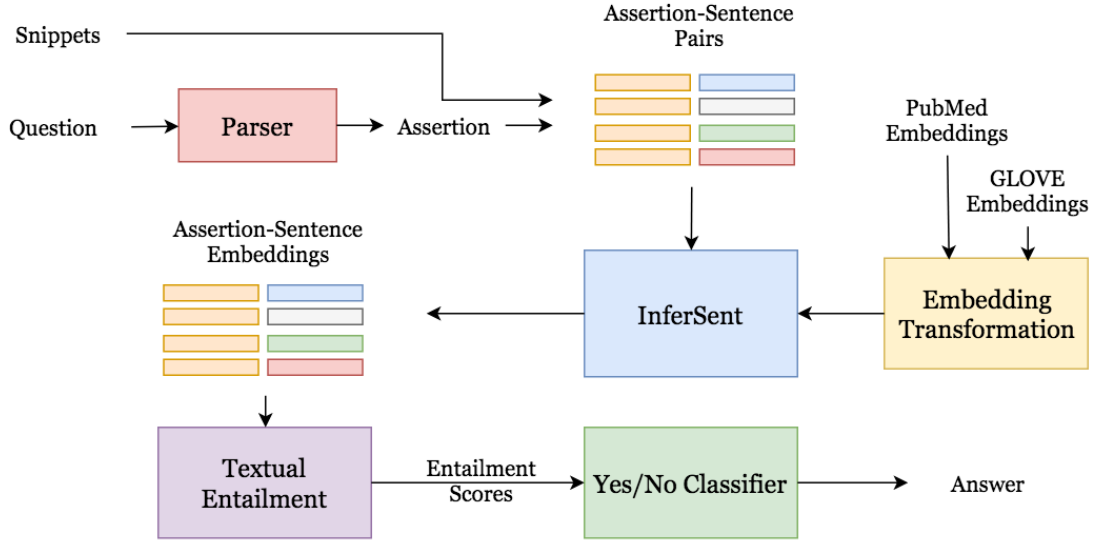 Snippets
Assertion-Sentence
Pairs
Question
Parser
Assertion
PubMed
Embeddings
GLOVE
Embeddings
Assertion-Sentence
Embeddings
InferSent
Embedding
Transformation
Textual
Entailment
Entailment
Scores
Yes/No Classifier
Answer